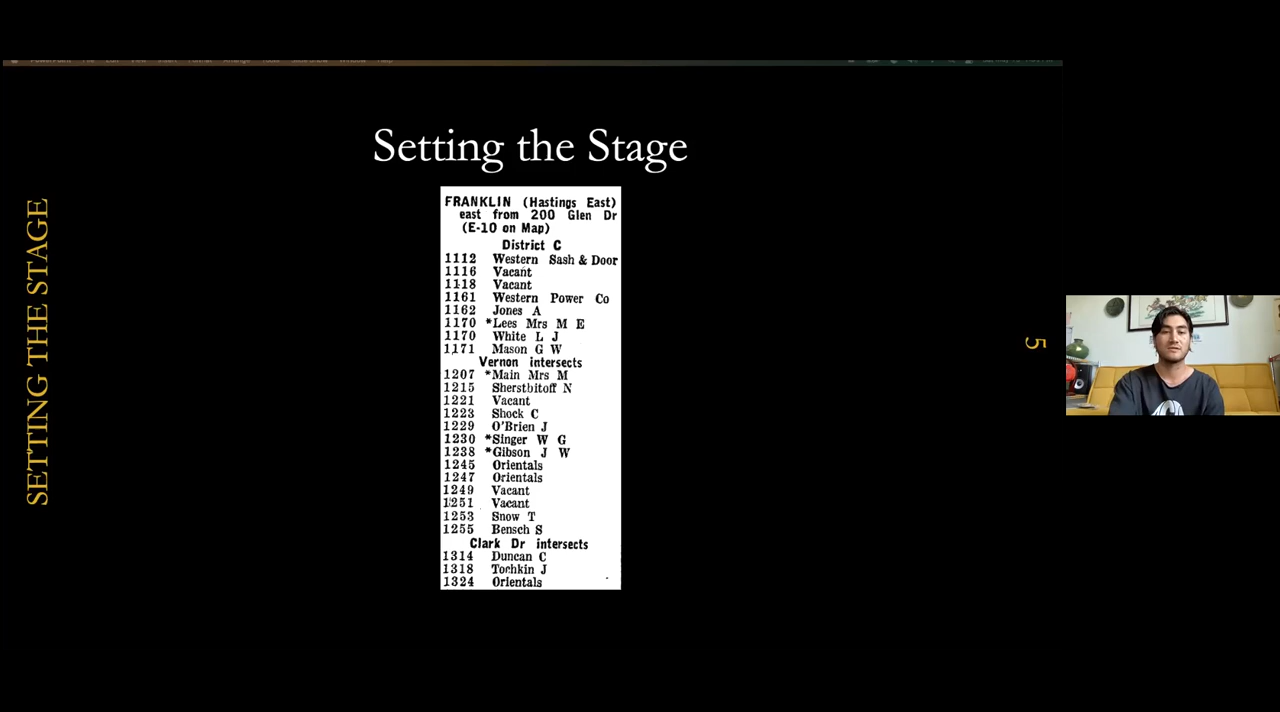 Setting the Stage
SETTING THE STAGE
FRANKLIN (Hastings East)
east from 200 Glen Dr
(E-10 on Map)
District C
1112 Western Sash & Door
1116 Vacant
1118 Vacant
1161 Western Power Co
1162 Jones A
1170 *Lees Mrs M E
1170 White L J
1171 Mason G W
Vernon intersects
1207 *Main Mrs M
1215 Sherstbitoff N
1221 Vacant
1223 Shock C
1229 O'Brien J
1230 *Singer W G
1238 *Gibson J W
1245 Orientals
1247 Orientals
1249 Vacant
1251 Vacant
1253 Snow T
1255 Bensch S
Clark Dr intersects
1314 Duncan C
1318 Tochkin J
1324 Orientals
5